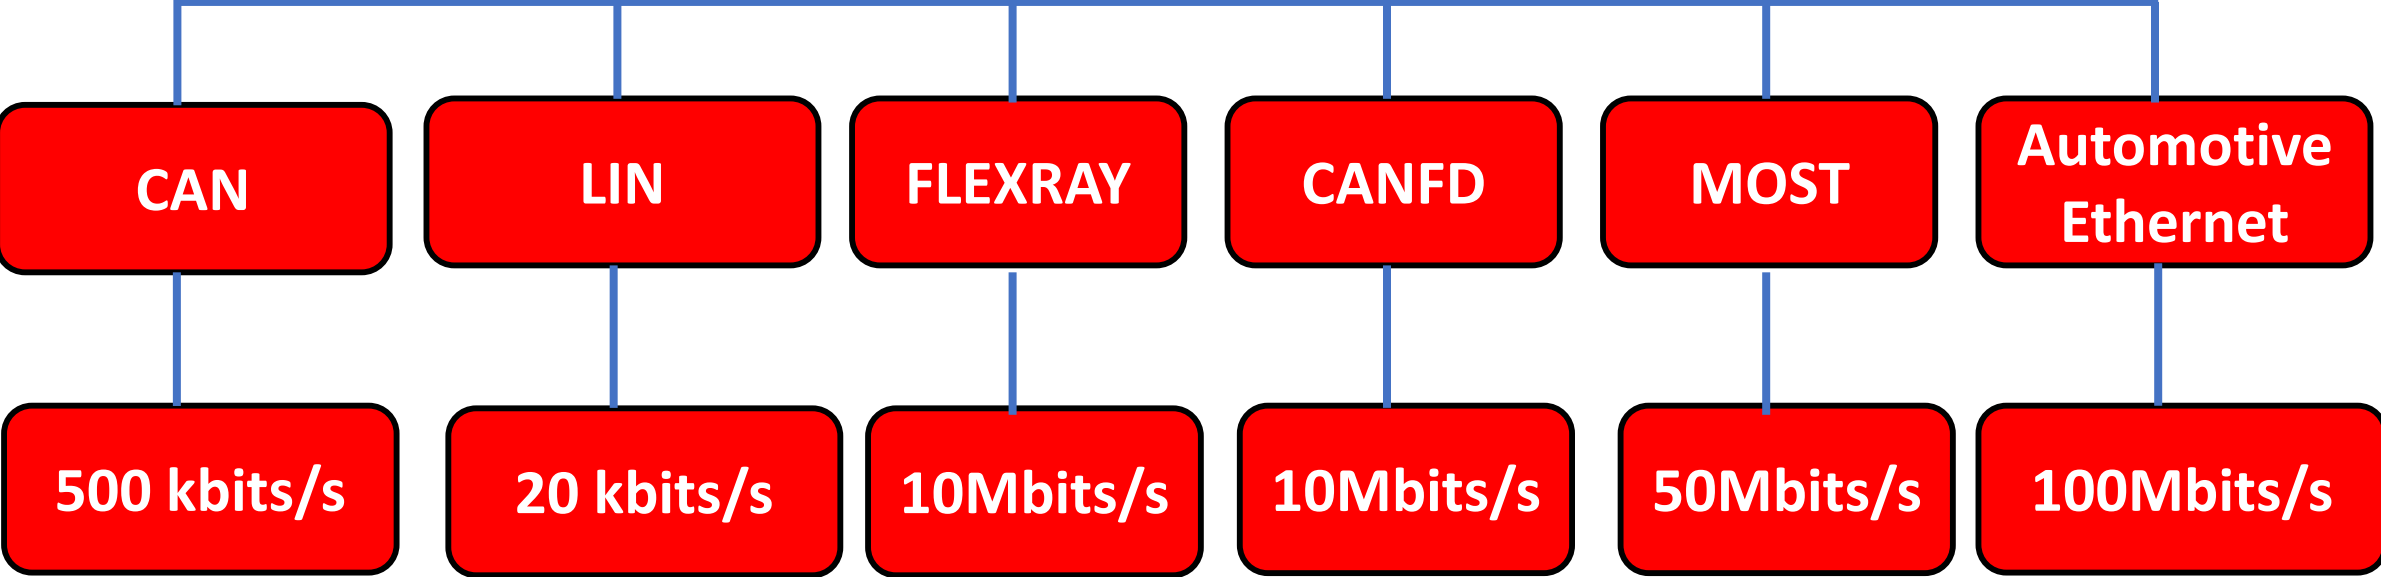 CAN
LIN
FLEXRAY
CANFD
MOST
Automotive
Ethernet
500 kbits/s
20 kbits/s
10Mbits/s
10Mbits/s
50Mbits/s
100Mbits/s